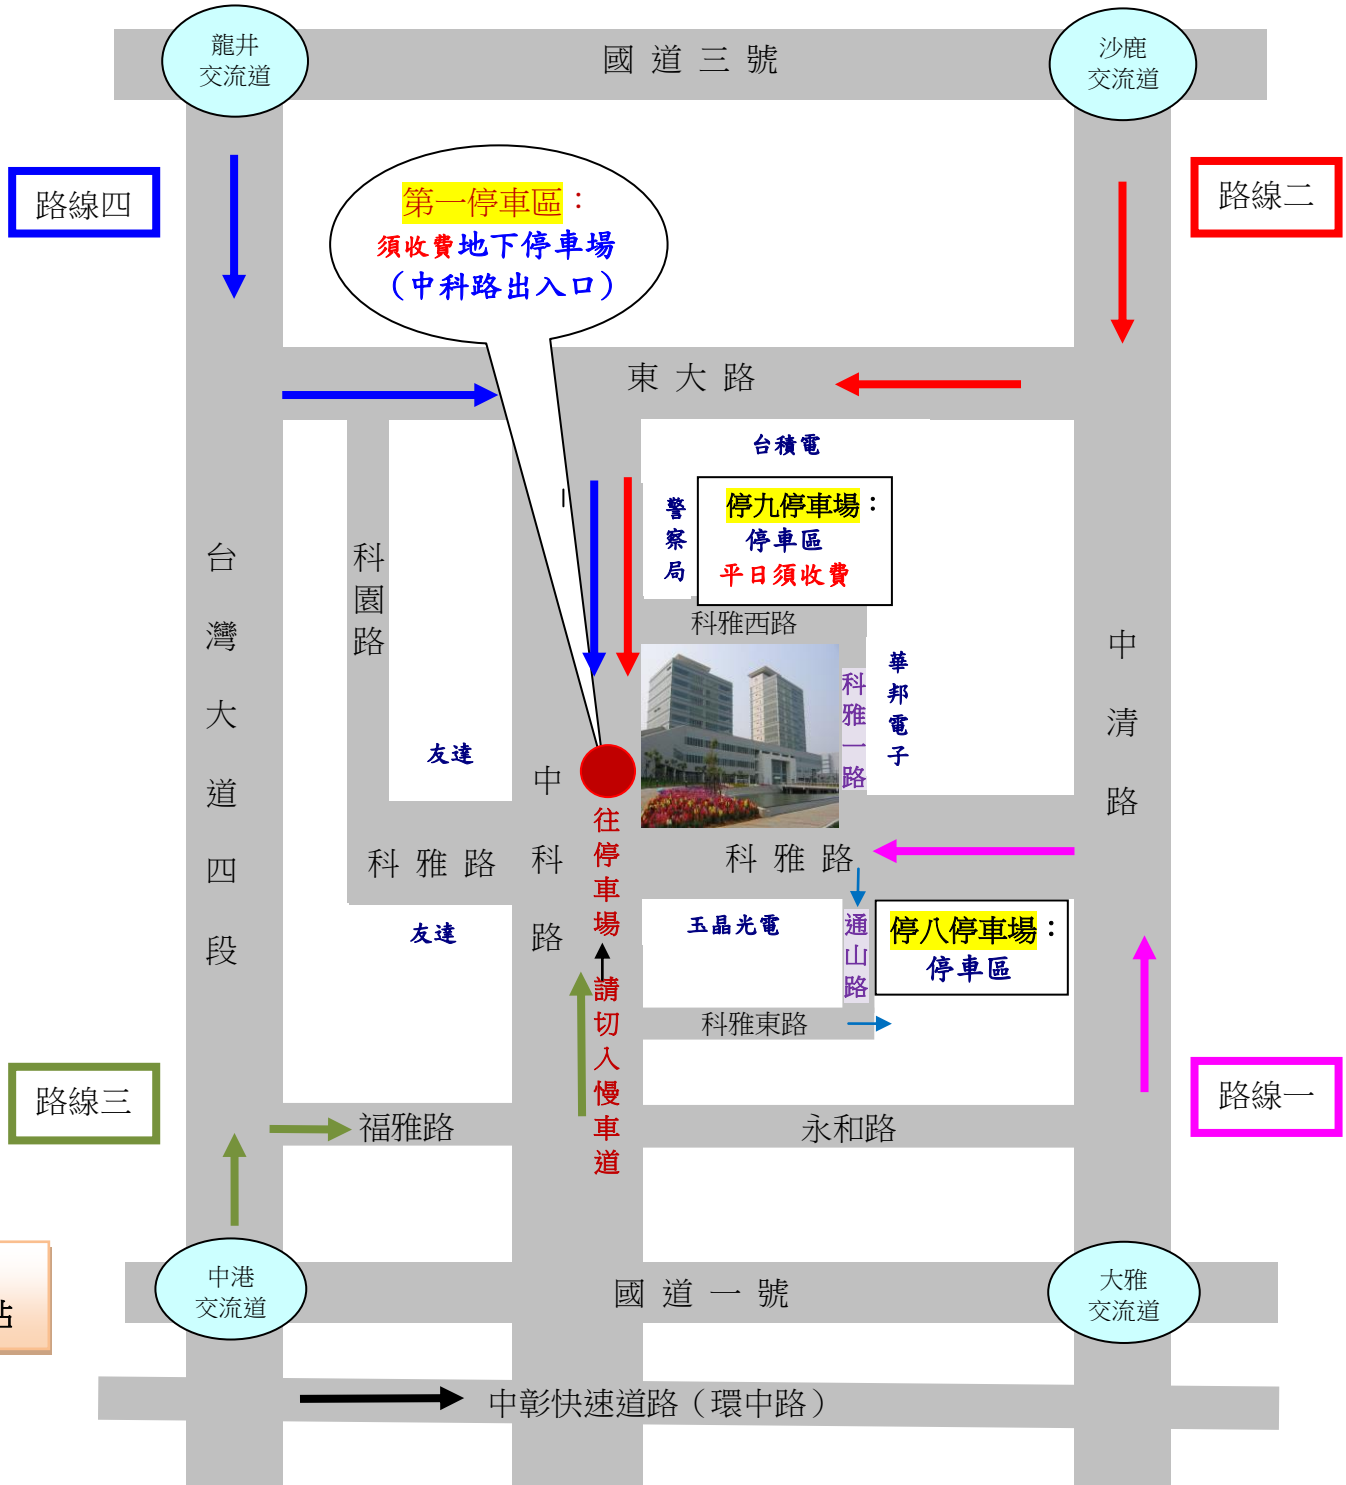 龍井
交流道
國道三號
沙鹿
交流道
路線四
路線二
第一停車區：
須收費地下停車場
（中科路出入口）
東大路
台積電
警察局
停九停車場：
停車區
平日須收費
科雅西路
台灣大道四段
科園路
中清路
華邦電子
科雅一路
友達
中科路
往停車場 請切入慢車道
科雅路
科雅路
友達
玉晶光電
通山路
停八停車場：
停車區
科雅東路
路線三
路線一
福雅路
永和路
中港
交流道
國道一號
大雅
交流道
站
中彰快速道路（環中路）